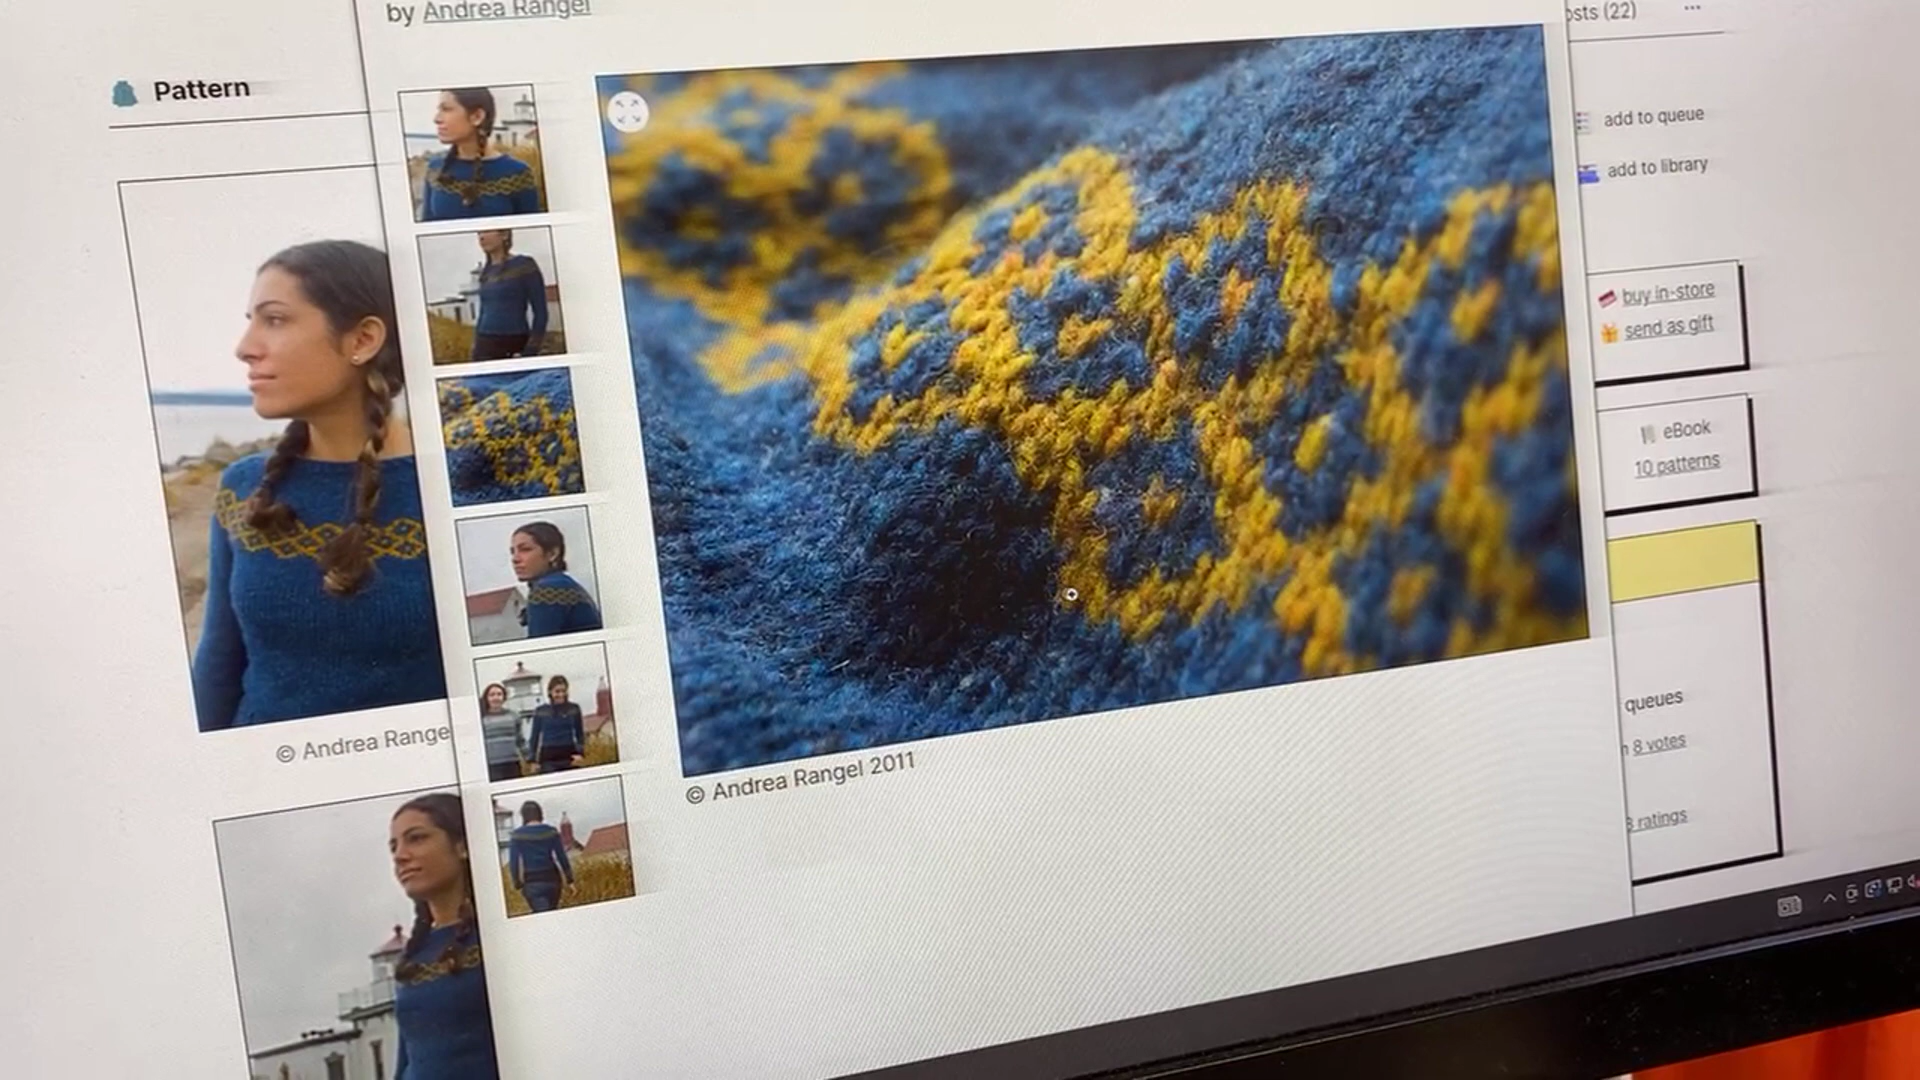 by Andrea Rangel
Pattern
© Andrea Range
© Andrea Rangel 2011
osts (22)
...
add to queue
add to library
buy in-store
send as gift
eBook
10 patterns
queues
8 votes
ratings